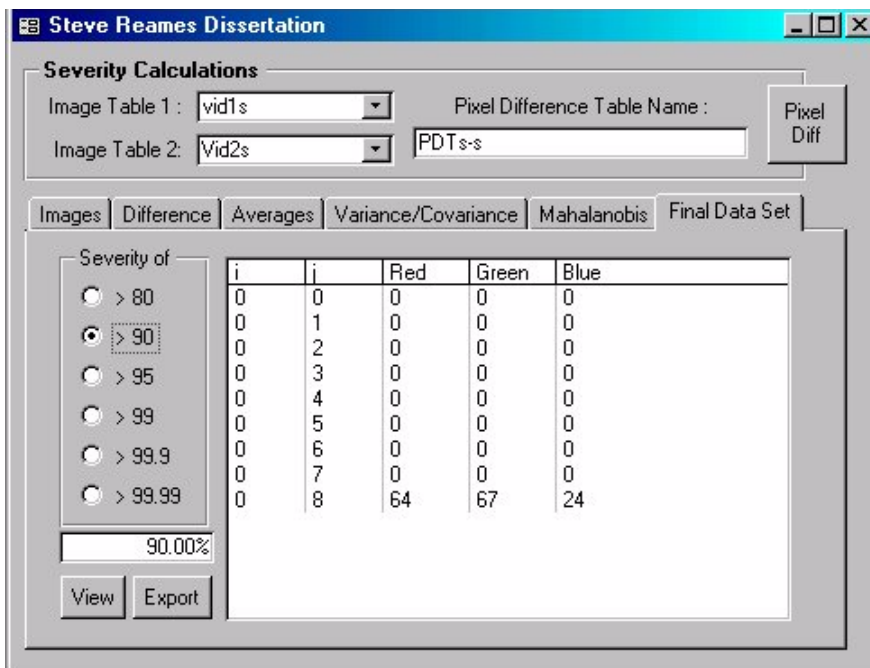 Steve Reames Dissertation
Severity Calculations
Image Table 1 : vid1s
Pixel Difference Table Name :
Pixel Diff
Image Table 2: Vid2s
PDTs-s
Images Difference Averages Variance/Covariance Mahalanobis Final Data Set
Severity of
> 80
> 90
> 95
> 99
> 99.9
> 99.99
90.00%
View Export
i j Red Green Blue
0 0 0 0 0
0 1 0 0 0
0 2 0 0 0
0 3 0 0 0
0 4 0 0 0
0 5 0 0 0
0 6 0 0 0
0 7 0 0 0
0 8 64 67 24